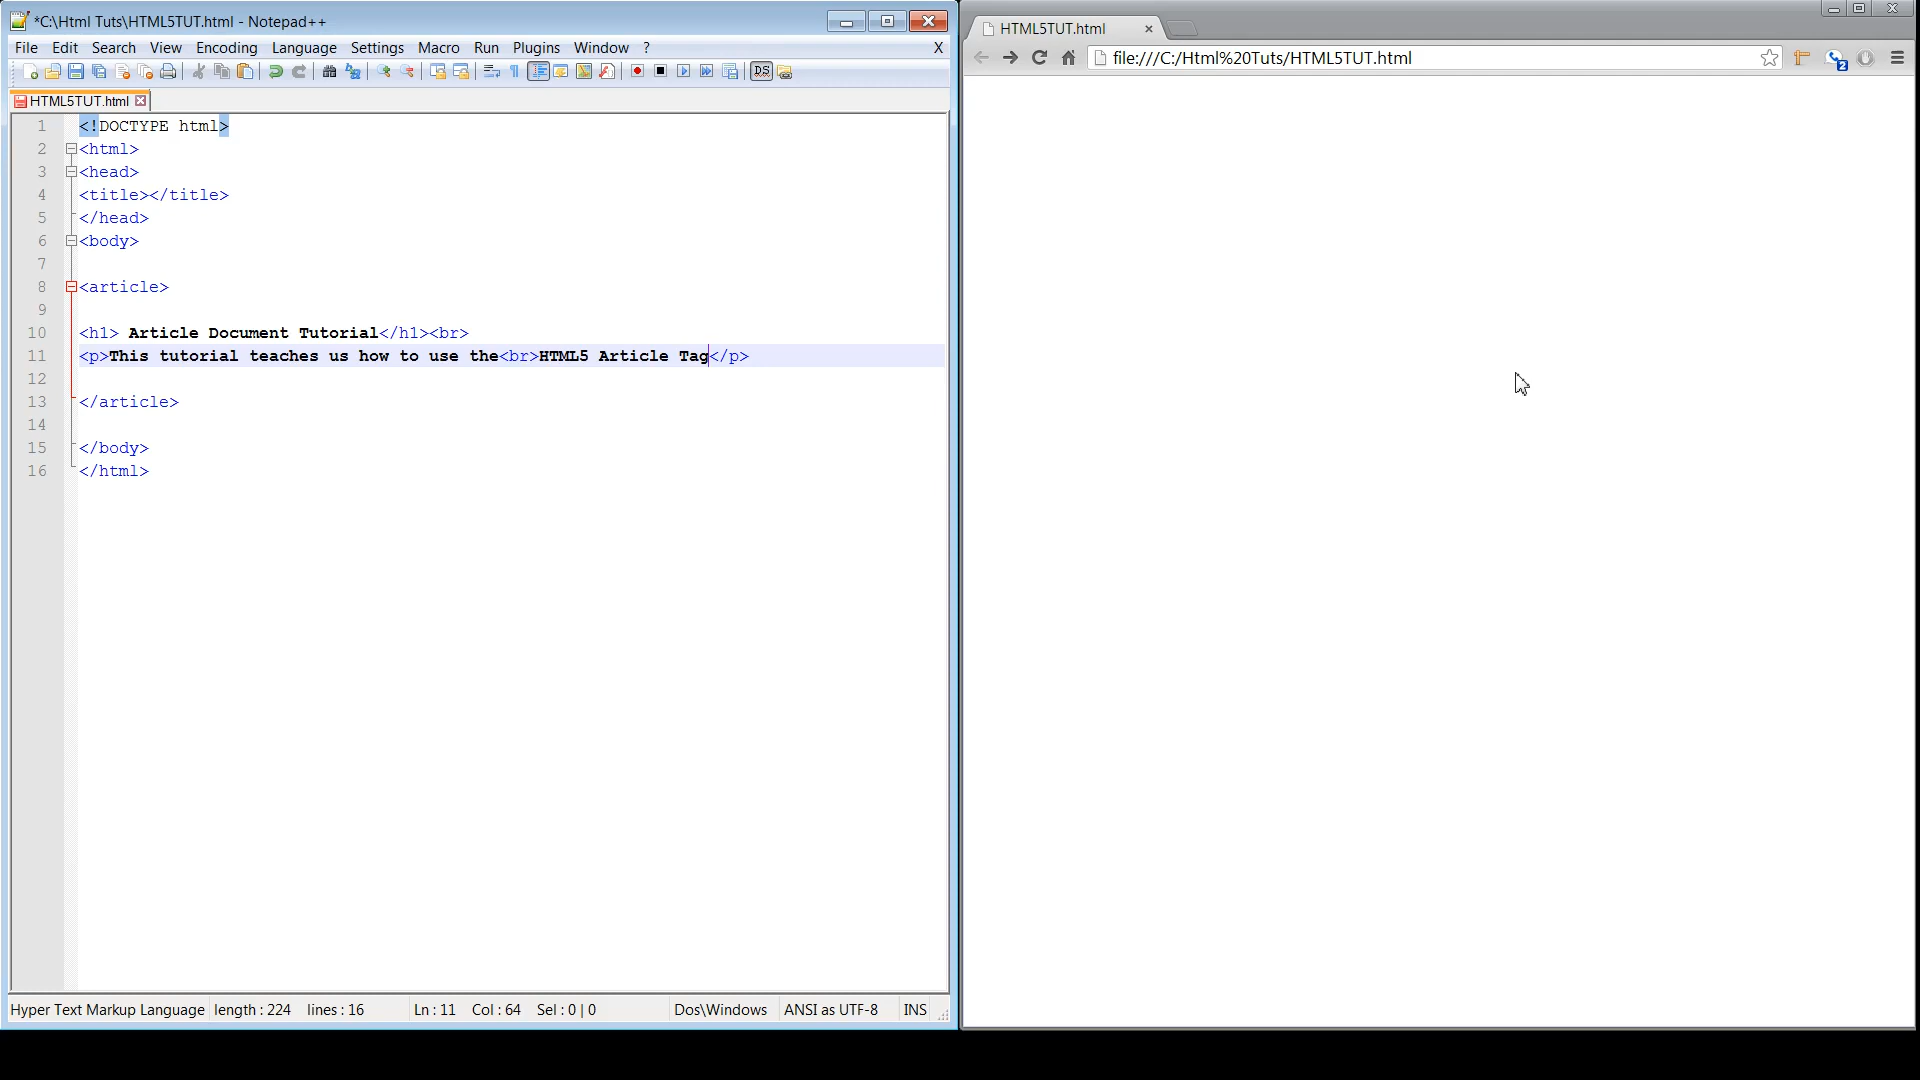 *C:\Html Tuts\HTML5TUT.html - Notepad++
File Edit Search View Encoding Language Settings Macro Run Plugins Window ? X
HTML5TUT.html
1 <!DOCTYPE html>
2 <html>
3 <head>
4 <title></title>
5 </head>
6 <body>
7
8 <article>
9
10 <h1> Article Document Tutorial</h1><br>
11 <p>This tutorial teaches us how to use the<br>HTML5 Article Tag</p>
12
13 </article>
14
15 </body>
16 </html>
Hyper Text Markup Language length : 224 lines : 16 Ln : 11 Col : 64 Sel : 0 | 0 Dos\Windows ANSI as UTF-8 INS
HTML5TUT.html
file:///C:/Html%20Tuts/HTML5TUT.html
2